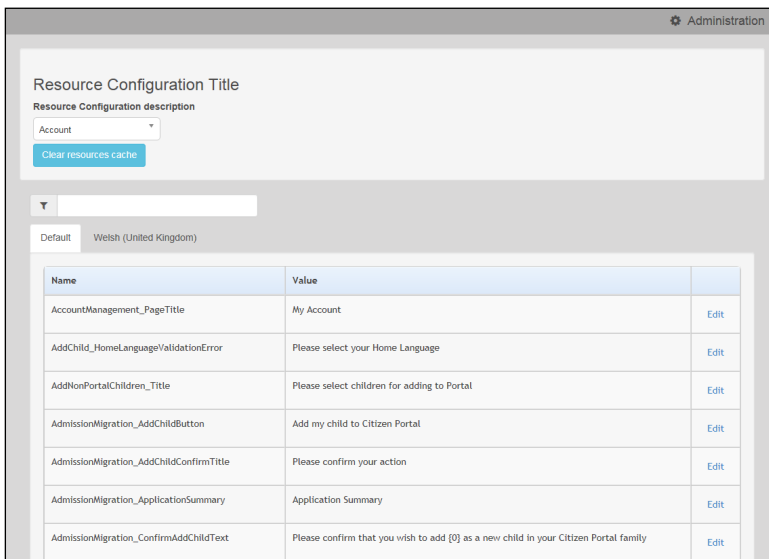 Administration
Resource Configuration Title
Resource Configuration description
Account
Clear resources cache
Default Welsh (United Kingdom)
Name Value
AccountManagement_PageTitle My Account Edit
AddChild_HomeLanguageValidationError Please select your Home Language Edit
AddNonPortalChildren_Title Please select children for adding to Portal Edit
AdmissionMigration_AddChildButton Add my child to Citizen Portal Edit
AdmissionMigration_AddChildConfirmTitle Please confirm your action Edit
AdmissionMigration_ApplicationSummary Application Summary Edit
AdmissionMigration_ConfirmAddChildText Please confirm that you wish to add {0} as a new child in your Citizen Portal family Edit